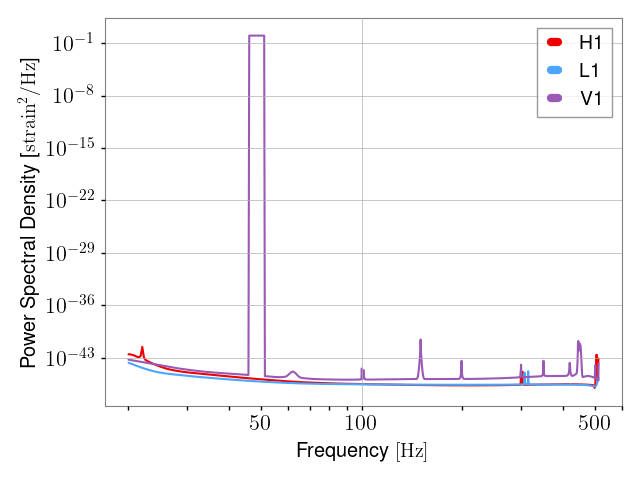 10⁻¹
10⁻⁸
10⁻¹⁵
10⁻²²
10⁻²⁹
10⁻³⁶
10⁻⁴³
Power Spectral Density [strain²/Hz]
H1
L1
V1
50 100 500
Frequency [Hz]